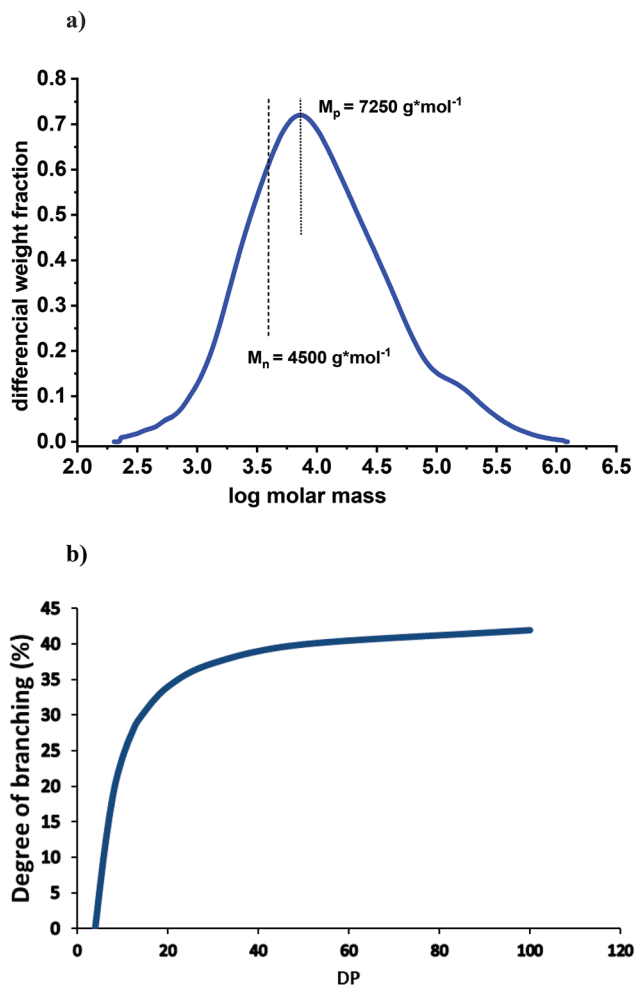 a)
0.8
0.7
0.6
0.5
0.4
0.3
0.2
0.1
0.0
differencial weight fraction
M_p = 7250 g*mol^-1
M_n = 4500 g*mol^-1
2.0 2.5 3.0 3.5 4.0 4.5 5.0 5.5 6.0 6.5
log molar mass
b)
45
40
35
30
25
20
15
10
5
0
Degree of branching (%)
0 20 40 60 80 100 120
DP